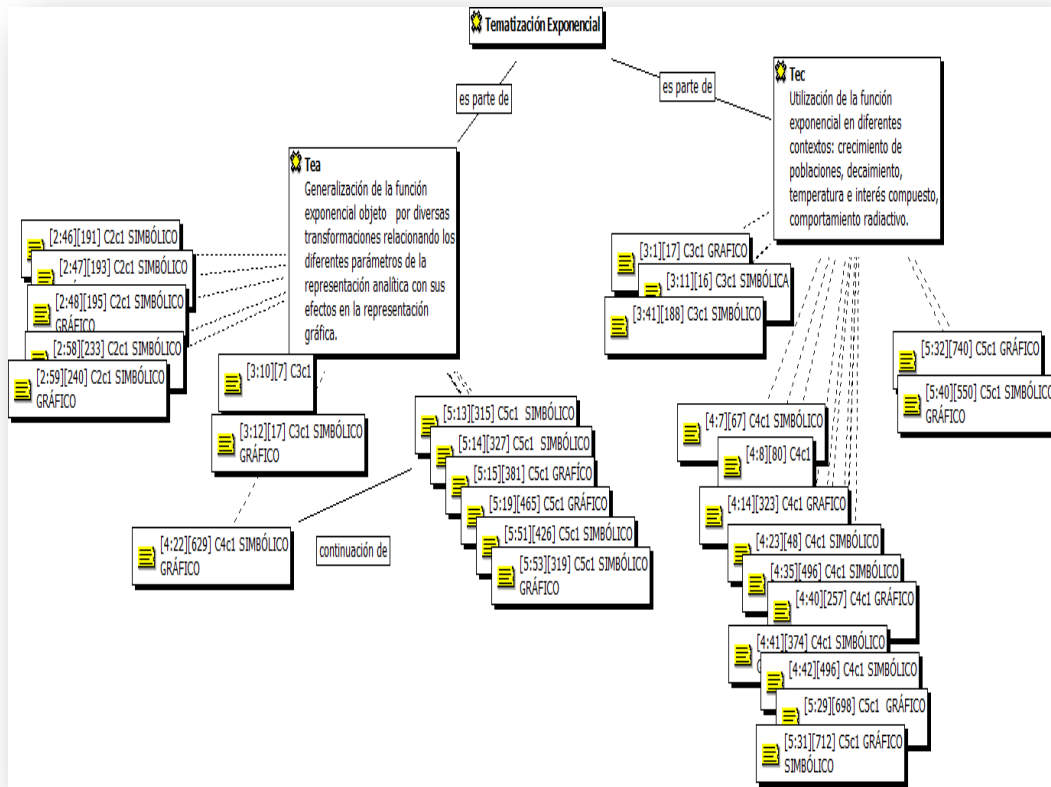 Tematización Exponencial
es parte de
es parte de
Tec
Utilización de la función
exponencial en diferentes
contextos: crecimiento de
poblaciones, decaimiento,
temperatura e interés compuesto,
comportamiento radiactivo.
Tea
Generalización de la función
exponencial objeto por diversas
transformaciones relacionando los
diferentes parámetros de la
representación analítica con sus
efectos en la representación
gráfica.
[2:46][191] C2c1 SIMBÓLICO
[2:47][193] C2c1 SIMBÓLICO
[2:48][195] C2c1 SIMBÓLICO
GRÁFICO
[2:58][233] C2c1 SIMBÓLICO
[2:59][240] C2c1 SIMBÓLICO
GRÁFICO
[3:10][7] C3c1
[3:12][17] C3c1 SIMBÓLICO
GRÁFICO
[4:22][629] C4c1 SIMBÓLICO
GRÁFICO
continuación de
[5:13][315] C5c1 SIMBÓLICO
[5:14][327] C5c1 SIMBÓLICO
[5:15][381] C5c1 GRAFÍCO
[5:19][465] C5c1 GRÁFICO
[5:51][426] C5c1 SIMBÓLICO
[5:53][319] C5c1 SIMBÓLICO
GRÁFICO
[3:1][17] C3c1 GRAFICO
[3:11][16] C3c1 SIMBÓLICA
[3:41][188] C3c1 SIMBÓLICO
[4:7][67] C4c1 SIMBÓLICO
[4:8][80] C4c1
[4:14][323] C4c1 GRAFICO
[4:23][48] C4c1 SIMBÓLICO
[4:35][496] C4c1 SIMBÓLICO
[4:40][257] C4c1 GRÁFICO
[4:41][374] C4c1 SIMBÓLICO
[4:42][496] C4c1 SIMBÓLICO
[5:29][698] C5c1 GRÁFICO
[5:31][712] C5c1 GRÁFICO
SIMBÓLICO
[5:32][740] C5c1 GRÁFICO
[5:40][550] C5c1 SIMBÓLICO
GRÁFICO